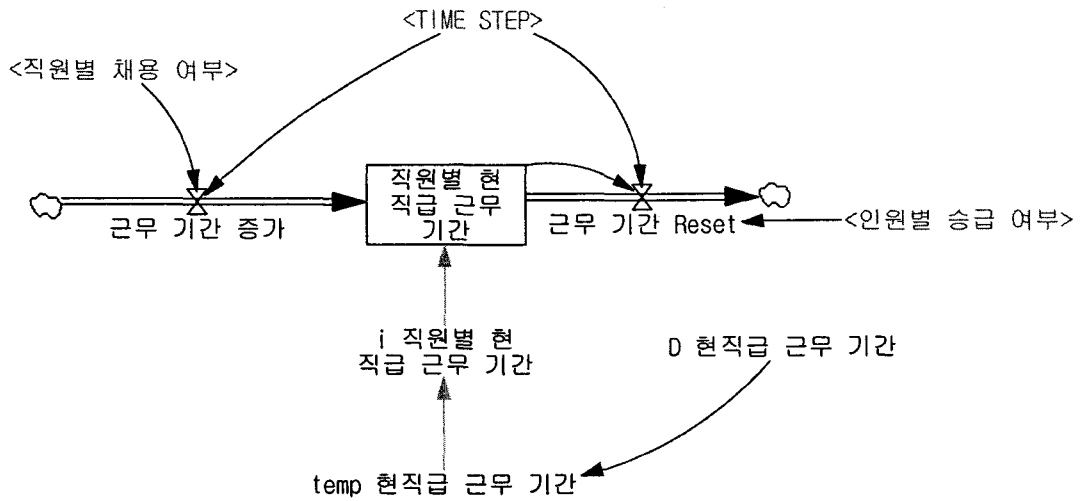 <TIME STEP>
<직원별 채용 여부>
직원별 현
직급 근무
기간
근무 기간 증가
근무 기간 Reset
<인원별 승급 여부>
i 직원별 현
직급 근무 기간
D 현직급 근무 기간
temp 현직급 근무 기간